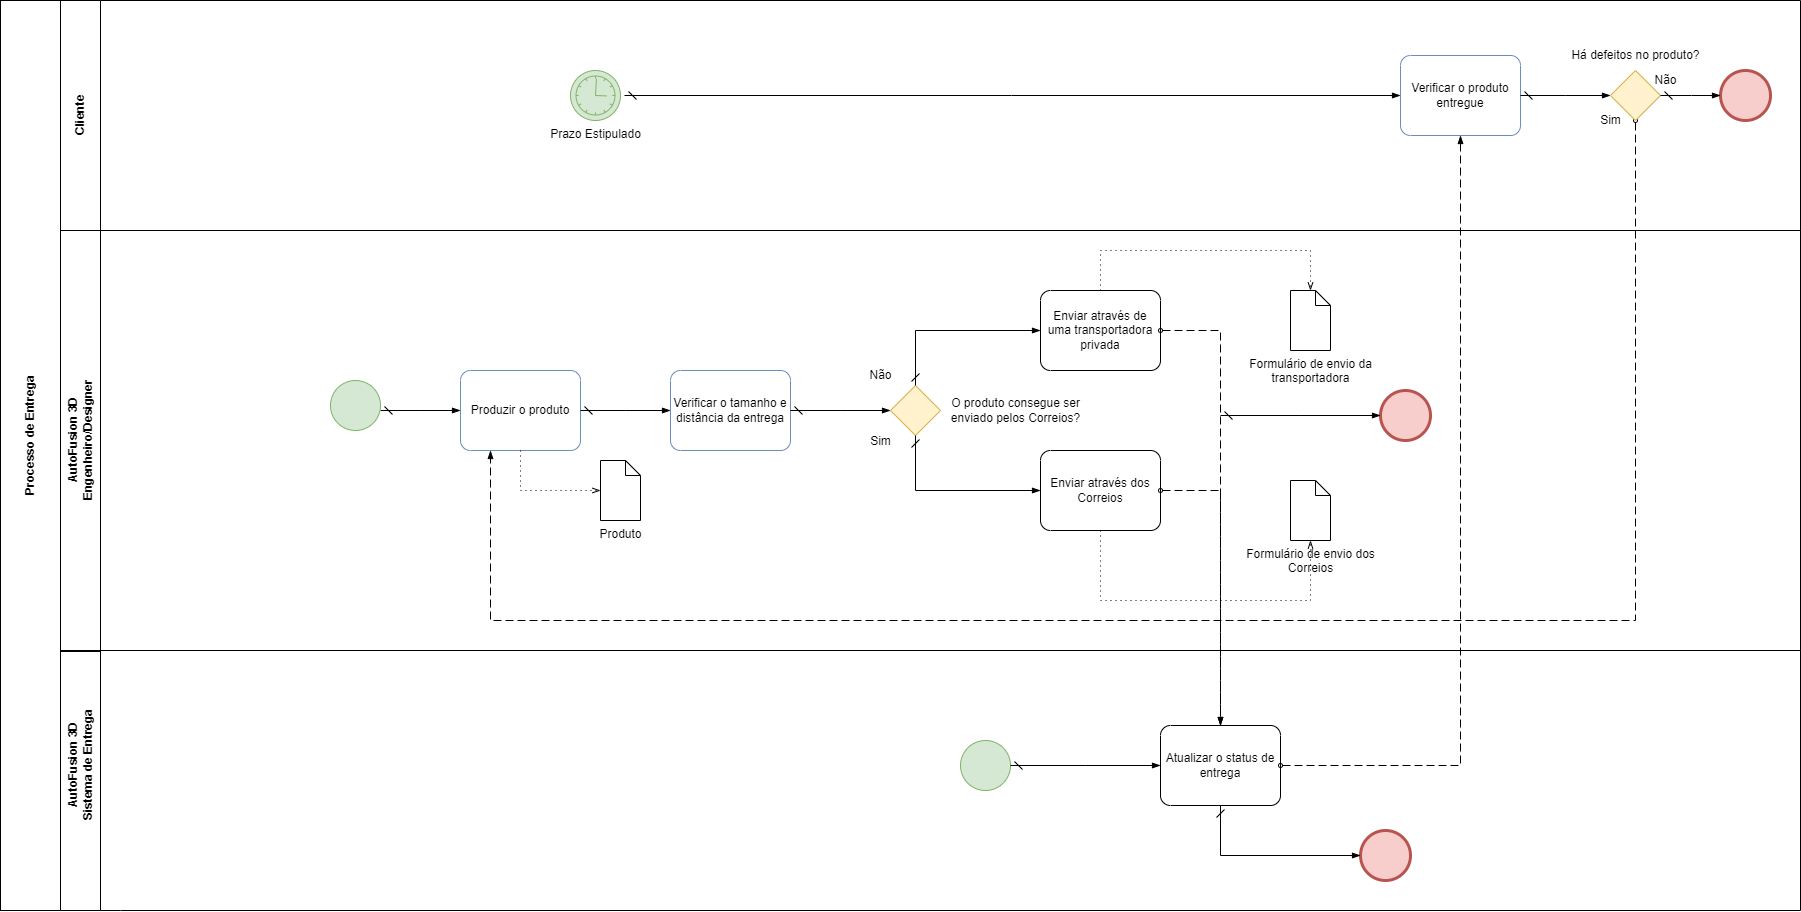 Processo de Entrega
Cliente
Prazo Estipulado
Verificar o produto
entregue
Há defeitos no produto?
Não
Sim
AutoFusion 3D
Engenheiro/Designer
Produzir o produto
Produto
Verificar o tamanho e
distância da entrega
Não
Sim
O produto consegue ser
enviado pelos Correios?
Enviar através de
uma transportadora
privada
Formulário de envio da
transportadora
Enviar através dos
Correios
Formulário de envio dos
Correios
AutoFusion 3D
Sistema de Entrega
Atualizar o status de
entrega